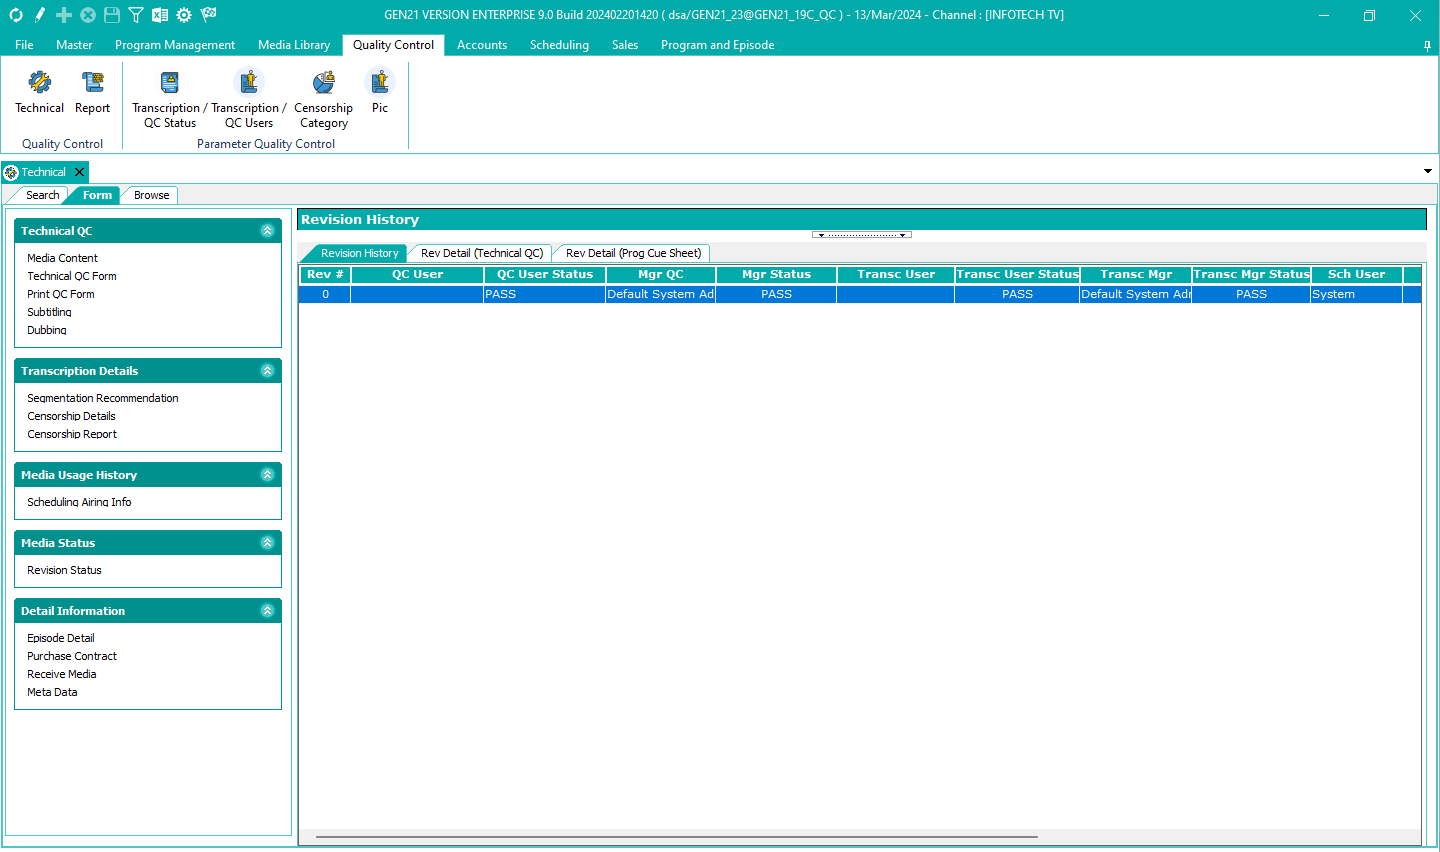 GEN21 VERSION ENTERPRISE 9.0 Build 202402201420 ( dsa/GEN21_23@GEN21_19C_QC ) - 13/Mar/2024 - Channel : [INFOTECH TV]
File Master Program Management Media Library Quality Control Accounts Scheduling Sales Program and Episode
Technical Report Transcription / QC Status Transcription / QC Users Censorship Category Pic
Quality Control Parameter Quality Control
Technical
Search Form Browse
Technical QC
Media Content
Technical QC Form
Print QC Form
Subtitling
Dubbing
Transcription Details
Segmentation Recommendation
Censorship Details
Censorship Report
Media Usage History
Scheduling Airing Info
Media Status
Revision Status
Detail Information
Episode Detail
Purchase Contract
Receive Media
Meta Data
Revision History
Revision History Rev Detail (Technical QC) Rev Detail (Prog Cue Sheet)
Rev # QC User QC User Status Mgr QC Mgr Status Transc User Transc User Status Transc Mgr Transc Mgr Status Sch User
0 PASS Default System Ad PASS PASS Default System Adr PASS System